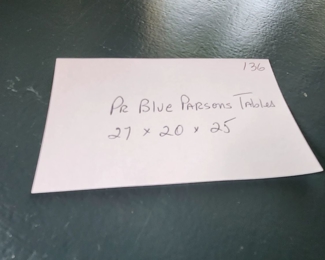 136
PR Blue PARSONS TABLES
27 x 20 x 25